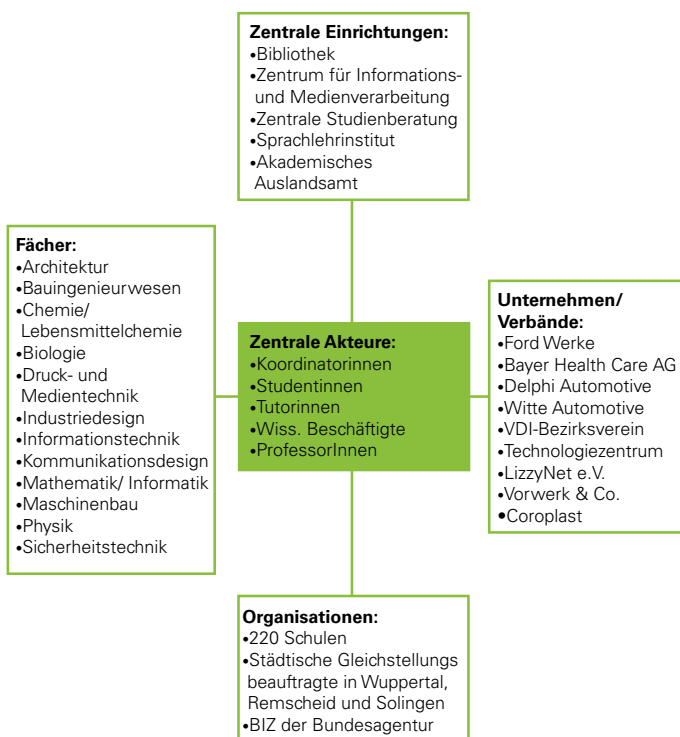 Zentrale Einrichtungen:
•Bibliothek
•Zentrum für Informations-
und Medienverarbeitung
•Zentrale Studienberatung
•Sprachlehrinstitut
•Akademisches
Auslandsamt
Fächer:
•Architektur
•Bauingenieurwesen
•Chemie/
Lebensmittelchemie
•Biologie
•Druck- und
Medientechnik
•Industriedesign
•Informationstechnik
•Kommunikationsdesign
•Mathematik/ Informatik
•Maschinenbau
•Physik
•Sicherheitstechnik
Zentrale Akteure:
•Koordinatorinnen
•Studentinnen
•Tutorinnen
•Wiss. Beschäftigte
•ProfessorInnen
Unternehmen/
Verbände:
•Ford Werke
•Bayer Health Care AG
•Delphi Automotive
•Witte Automotive
•VDI-Bezirksverein
•Technologiezentrum
•LizzyNet e.V.
•Vorwerk & Co.
•Coroplast
Organisationen:
•220 Schulen
•Städtische Gleichstellungs
beauftragte in Wuppertal,
Remscheid und Solingen
•BIZ der Bundesagentur